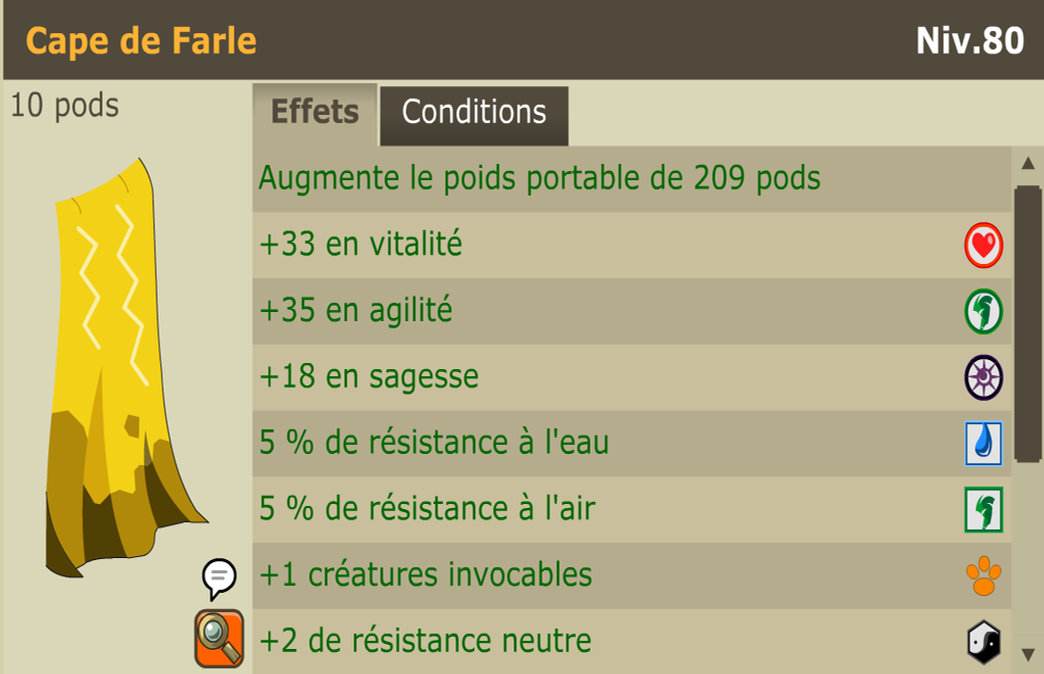 Cape de Farle
Niv.80
10 pods
Effets
Conditions
Augmente le poids portable de 209 pods
+33 en vitalité
+35 en agilité
+18 en sagesse
5 % de résistance à l'eau
5 % de résistance à l'air
+1 créatures invocables
+2 de résistance neutre